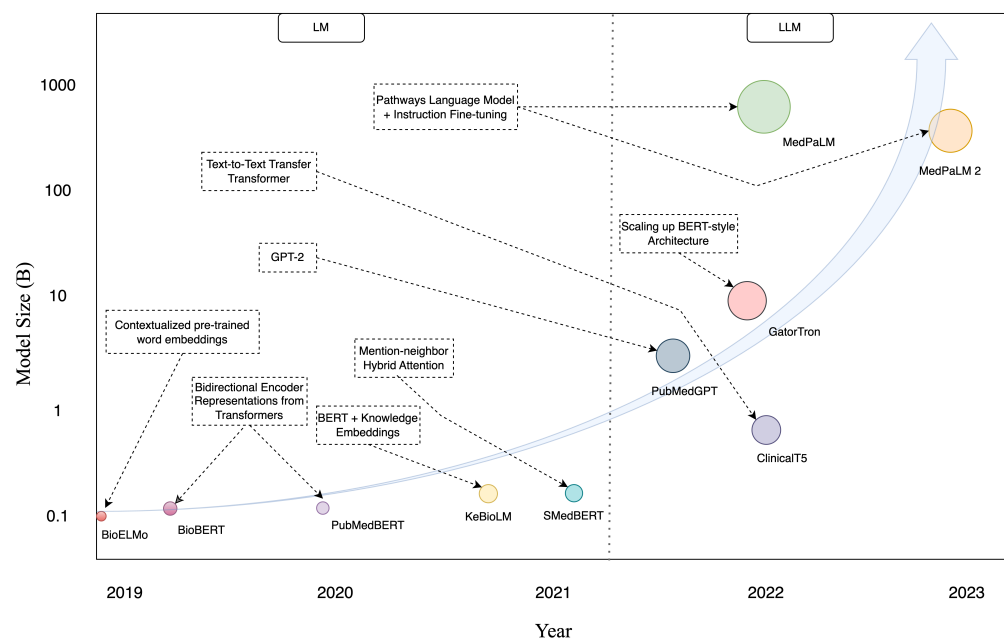 LM
LLM
1000
Pathways Language Model
+ Instruction Fine-tuning
MedPaLM
MedPaLM 2
Text-to-Text Transfer
Transformer
100
Scaling up BERT-style
Architecture
GPT-2
10
GatorTron
Contextualized pre-trained
word embeddings
Mention-neighbor
Hybrid Attention
PubMedGPT
Bidirectional Encoder
Representations from
Transformers
1
BERT + Knowledge
Embeddings
ClinicalT5
0.1
BioELMo
BioBERT
PubMedBERT
KeBioLM
SMedBERT
Model Size (B)
2019
2020
2021
2022
2023
Year